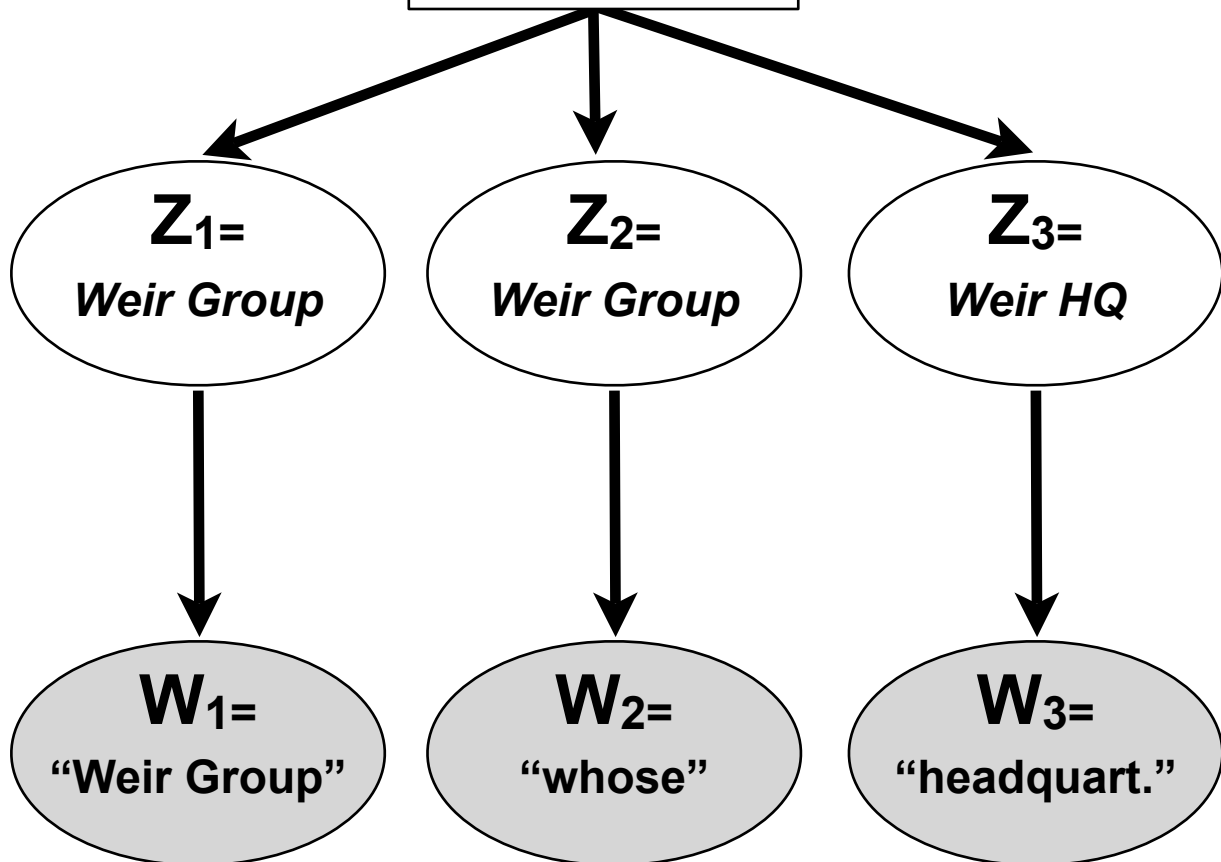 Z1= Z2= Z3=
Weir Group Weir Group Weir HQ
W1= W2= W3=
“Weir Group” “whose” “headquart.”